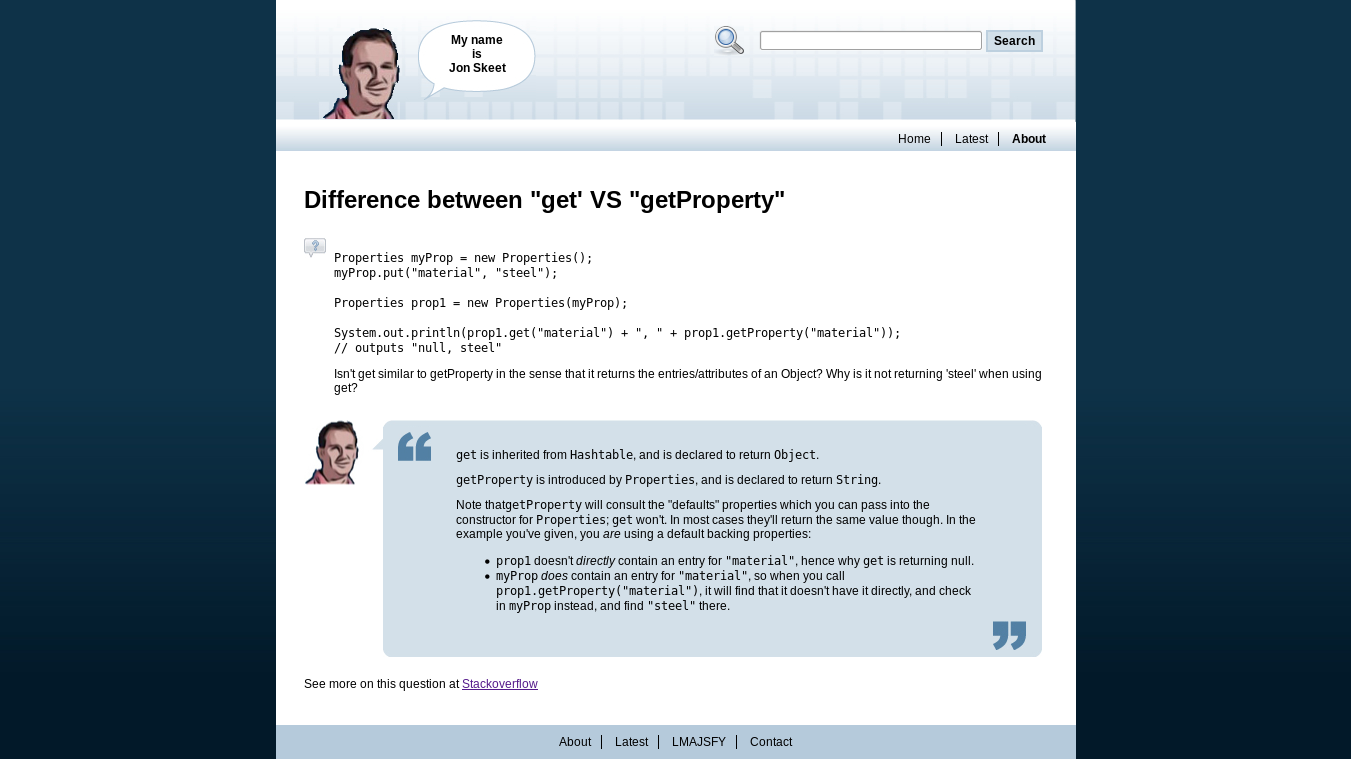 My name
is
Jon Skeet
Search
Home
Latest
About
Difference between "get' VS "getProperty"
?
Properties myProp = new Properties();
myProp.put("material", "steel");
Properties prop1 = new Properties(myProp);
System.out.println(prop1.get("material") + ", " + prop1.getProperty("material"));
// outputs "null, steel"
Isn't get similar to getProperty in the sense that it returns the entries/attributes of an Object? Why is it not returning 'steel' when using
get?
get is inherited from Hashtable, and is declared to return Object.
getProperty is introduced by Properties, and is declared to return String.
Note thatgetProperty will consult the "defaults" properties which you can pass into the
constructor for Properties; get won't. In most cases they'll return the same value though. In the
example you've given, you are using a default backing properties:
• prop1 doesn't directly contain an entry for "material", hence why get is returning null.
• myProp does contain an entry for "material", so when you call
prop1.getProperty("material"), it will find that it doesn't have it directly, and check
in myProp instead, and find "steel" there.
See more on this question at Stackoverflow
About
Latest
LMAJSFY
Contact